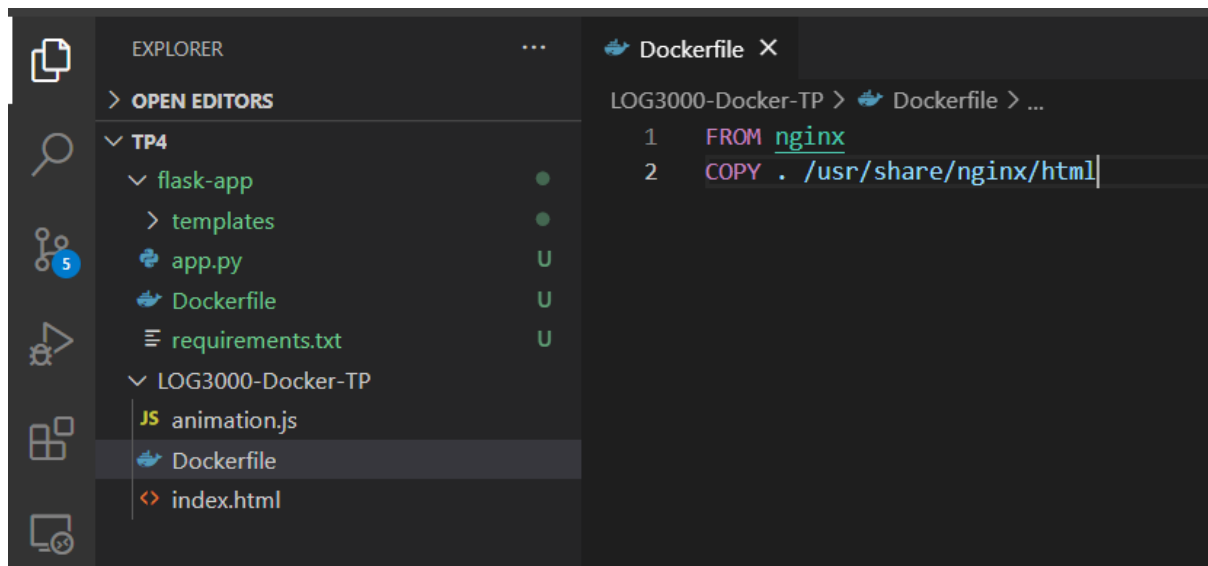 EXPLORER ...
OPEN EDITORS
TP4
flask-app
templates
app.py U
Dockerfile U
requirements.txt U
LOG3000-Docker-TP
JS animation.js
Dockerfile
<> index.html
5
Dockerfile ×
LOG3000-Docker-TP > Dockerfile > ...
1 FROM nginx
2 COPY . /usr/share/nginx/html